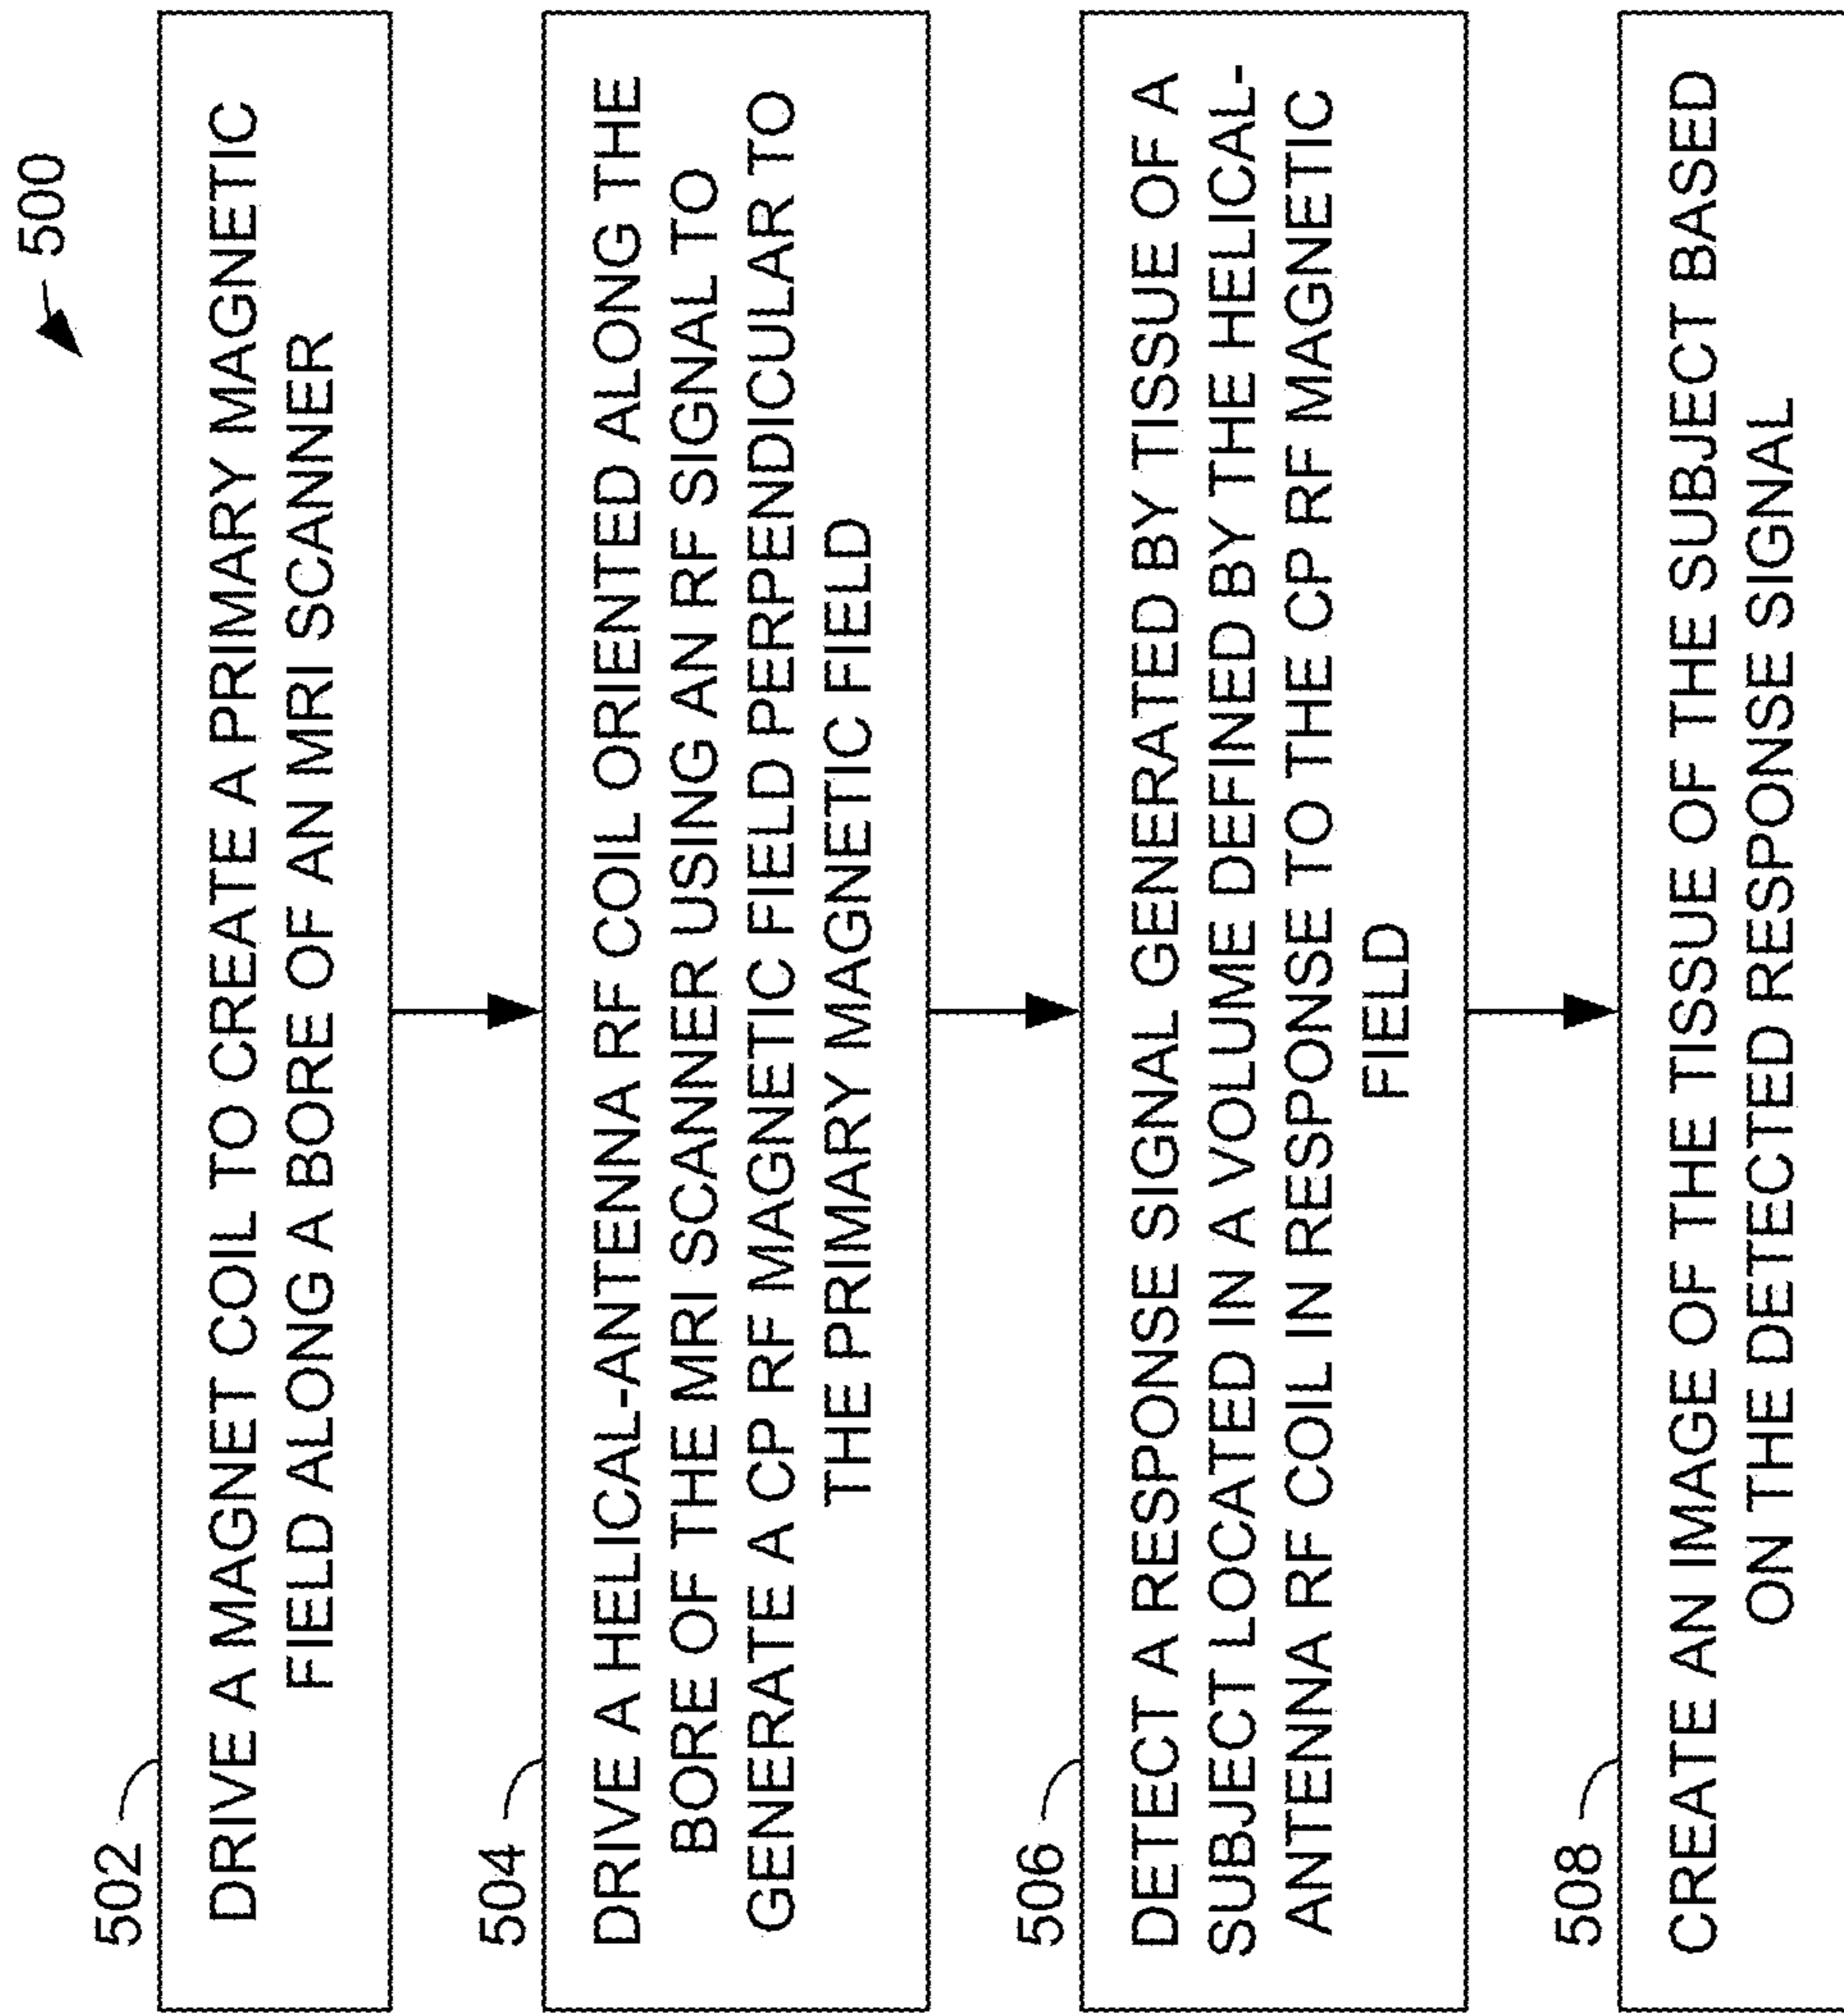 500
502
DRIVE A MAGNET COIL TO CREATE A PRIMARY MAGNETIC
FIELD ALONG A BORE OF AN MRI SCANNER
504
DRIVE A HELICAL-ANTENNA RF COIL ORIENTED ALONG THE
BORE OF THE MRI SCANNER USING AN RF SIGNAL TO
GENERATE A CP RF MAGNETIC FIELD PERPENDICULAR TO
THE PRIMARY MAGNETIC FIELD
506
DETECT A RESPONSE SIGNAL GENERATED BY TISSUE OF A
SUBJECT LOCATED IN A VOLUME DEFINED BY THE HELICAL-
ANTENNA RF COIL IN RESPONSE TO THE CP RF MAGNETIC
FIELD
508
CREATE AN IMAGE OF THE TISSUE OF THE SUBJECT BASED
ON THE DETECTED RESPONSE SIGNAL